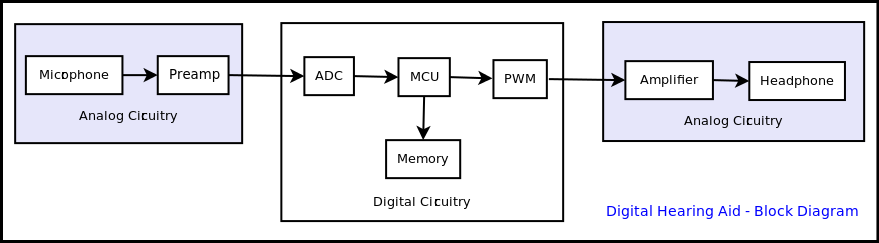 Microphone
Preamp
Analog Circuitry
ADC
MCU
PWM
Memory
Digital Circuitry
Amplifier
Headphone
Analog Circuitry
Digital Hearing Aid - Block Diagram